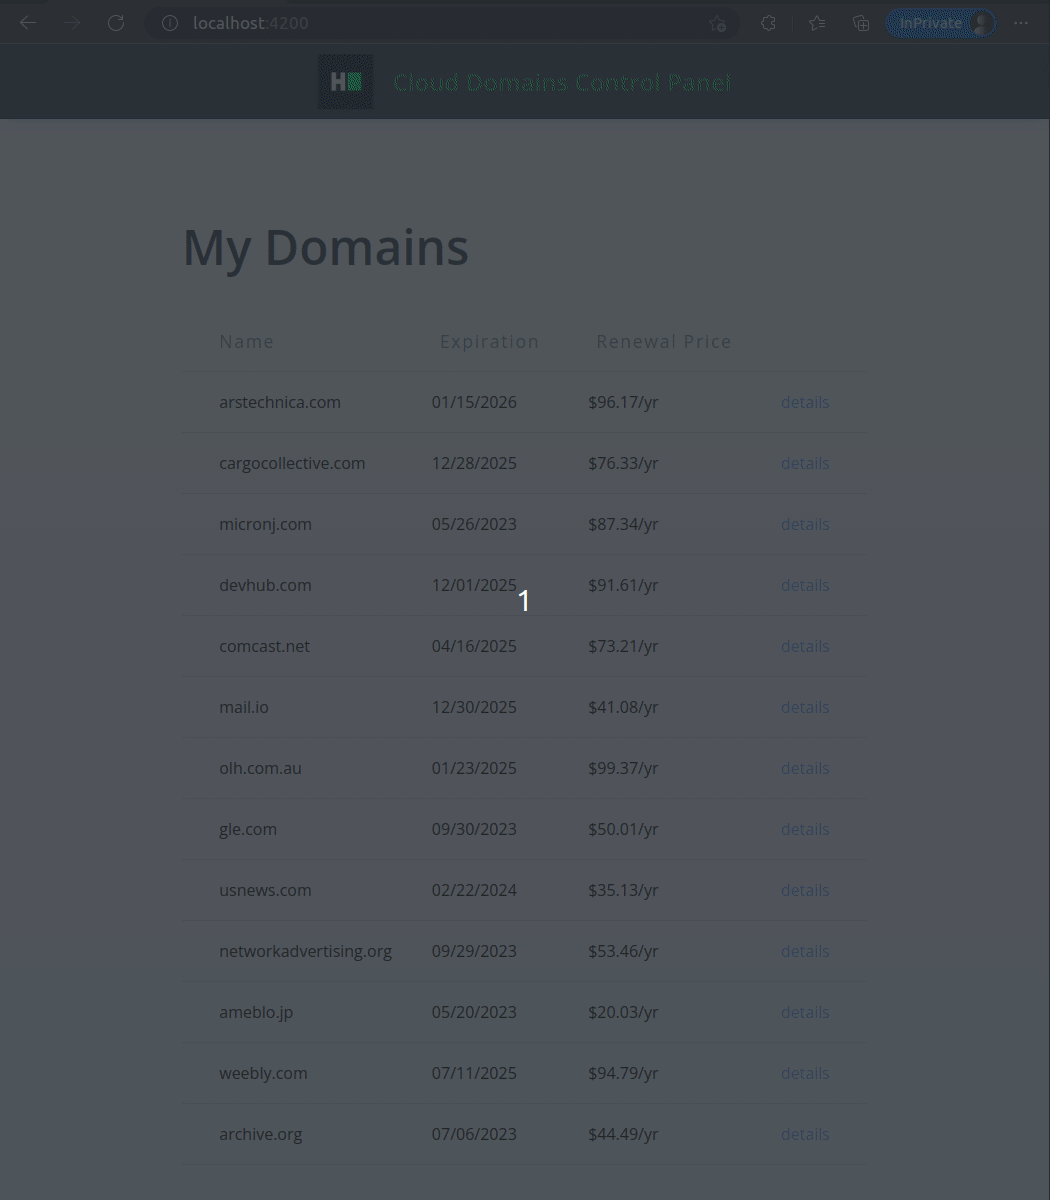 localhost:4200
InPrivate
H
Cloud Domains Control Panel
My Domains
Name Expiration Renewal Price
arstechnica.com 01/15/2026 $96.17/yr details
cargocollective.com 12/28/2025 $76.33/yr details
micronj.com 05/26/2023 $87.34/yr details
devhub.com 12/01/2025 $91.61/yr details
1
comcast.net 04/16/2025 $73.21/yr details
mail.io 12/30/2025 $41.08/yr details
olh.com.au 01/23/2025 $99.37/yr details
gle.com 09/30/2023 $50.01/yr details
usnews.com 02/22/2024 $35.13/yr details
networkadvertising.org 09/29/2023 $53.46/yr details
ameblo.jp 05/20/2023 $20.03/yr details
weebly.com 07/11/2025 $94.79/yr details
archive.org 07/06/2023 $44.49/yr details